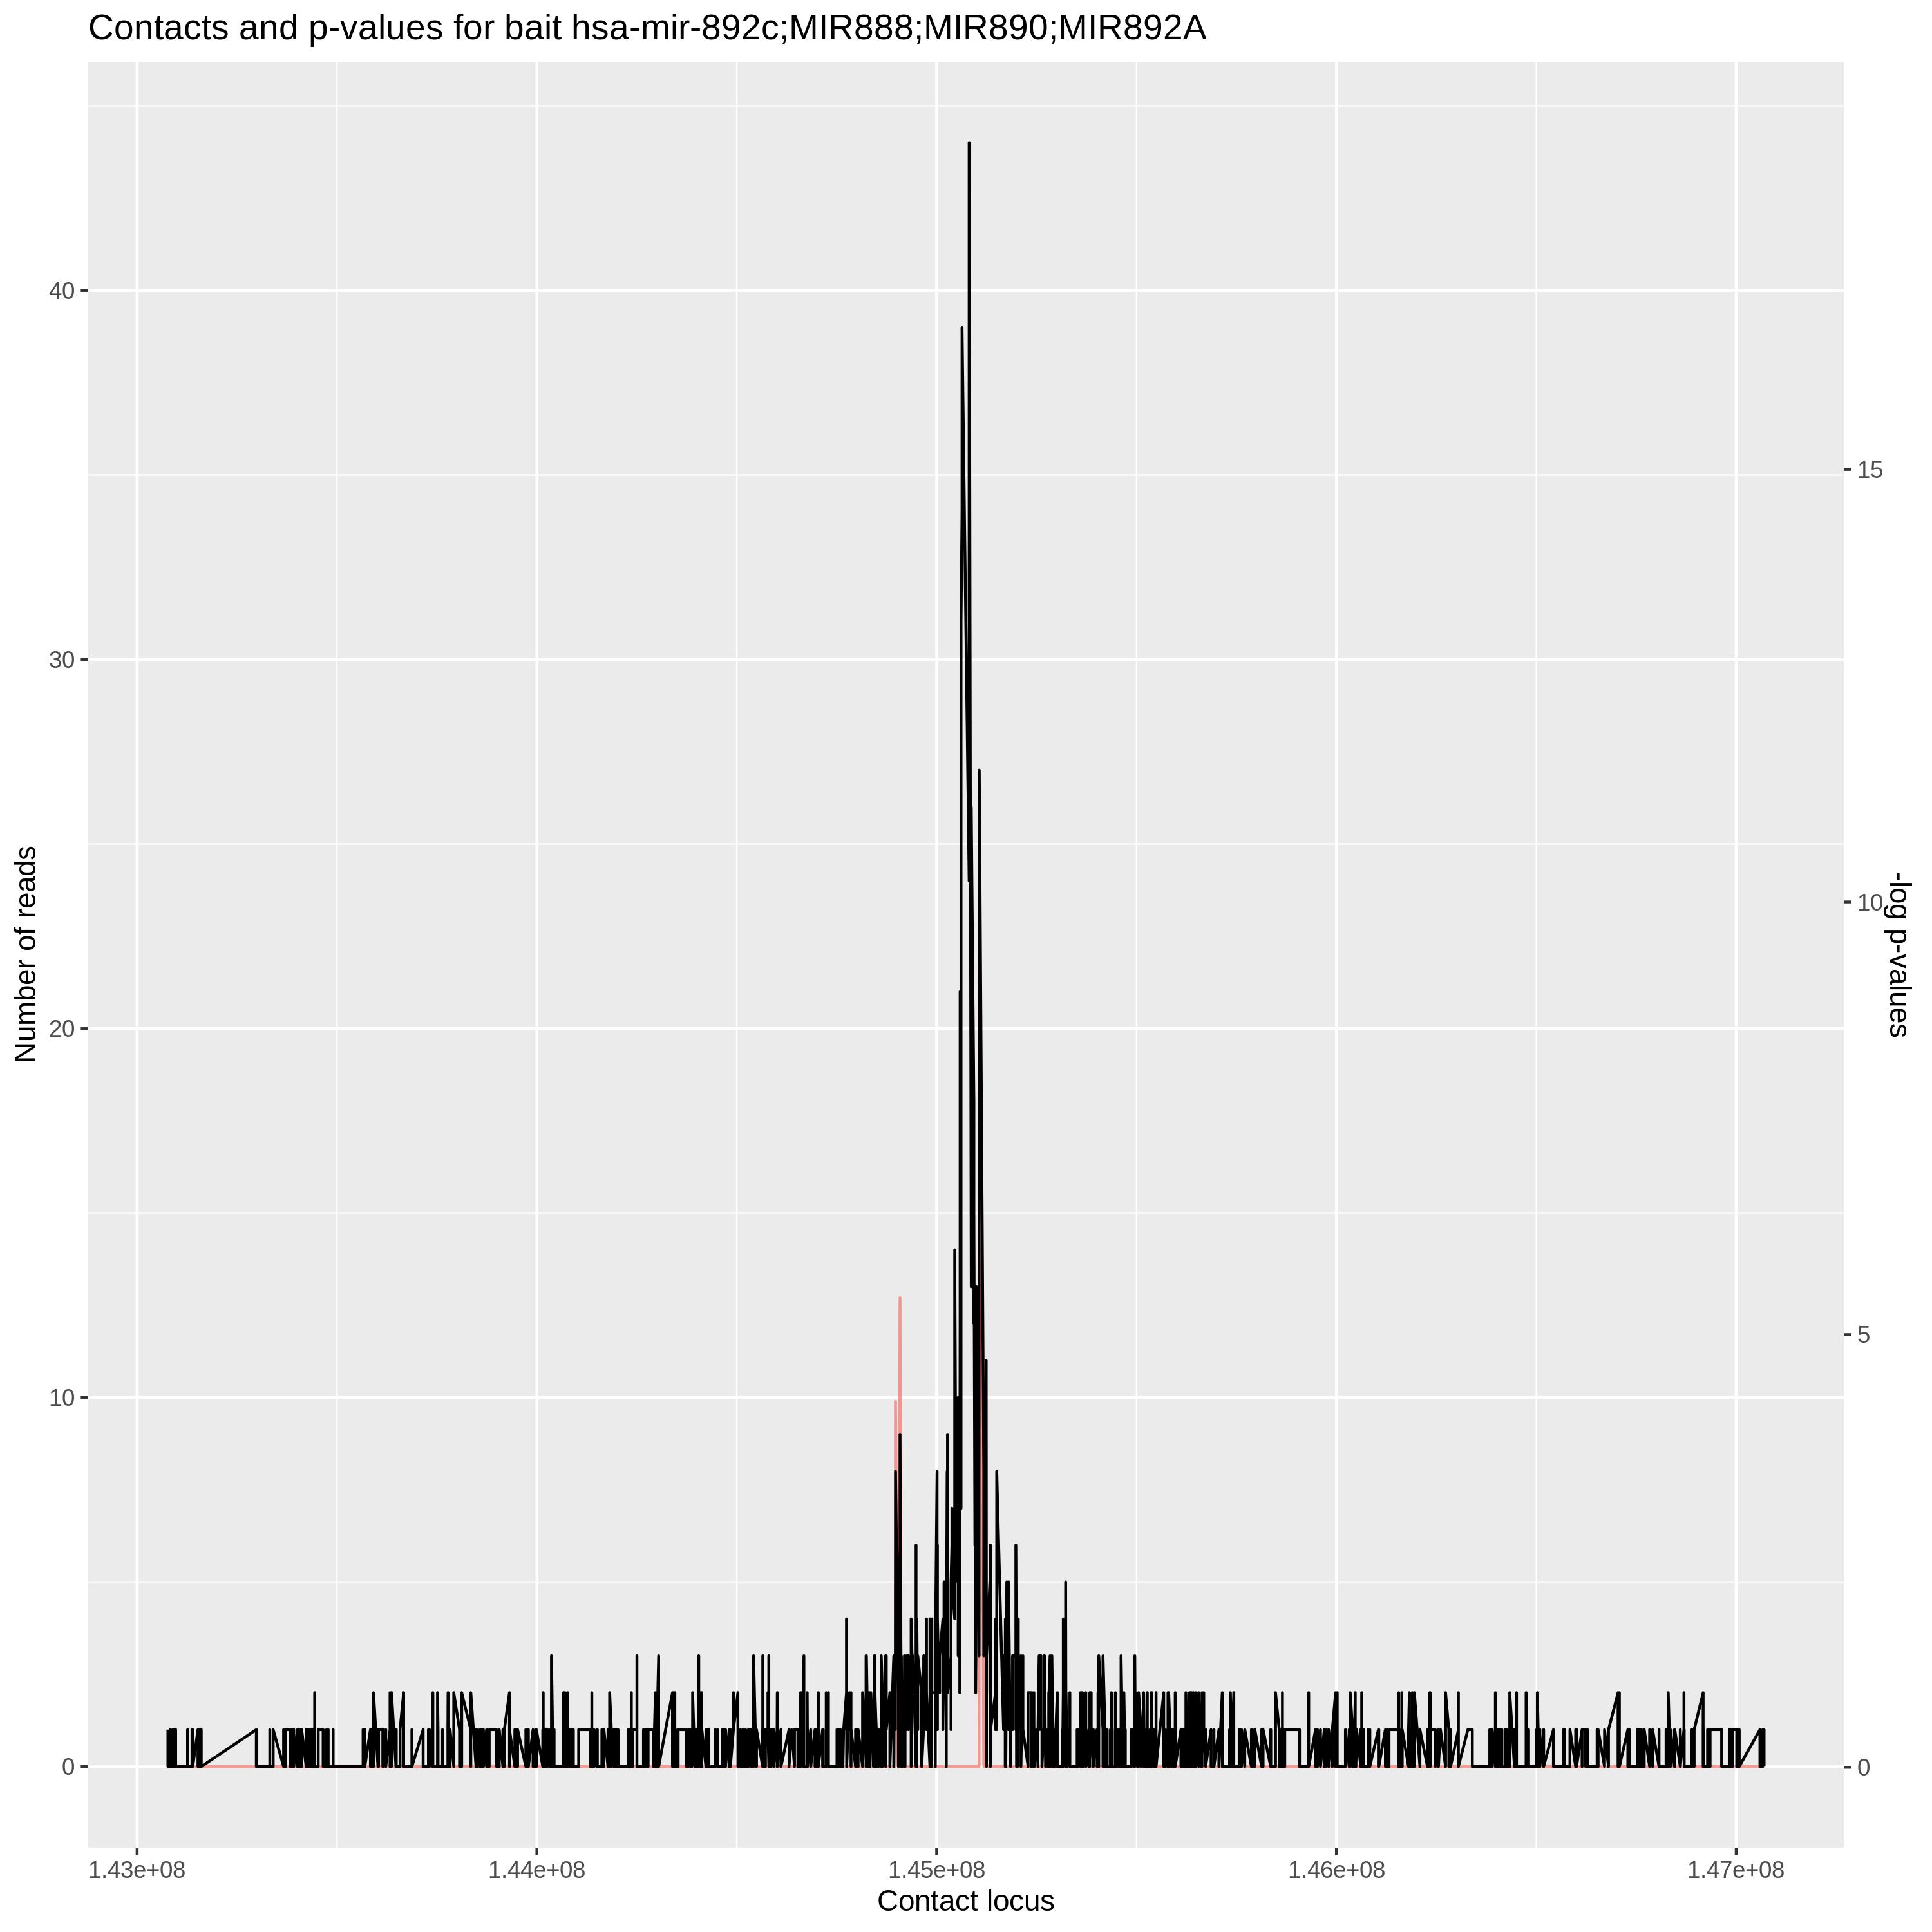 Contacts and p-values for bait hsa-mir-892c;MIR888;MIR890;MIR892A
40
30
20
10
0
Number of reads
15
10
5
0
-log p-values
1.43e+08
1.44e+08
1.45e+08
1.46e+08
1.47e+08
Contact locus